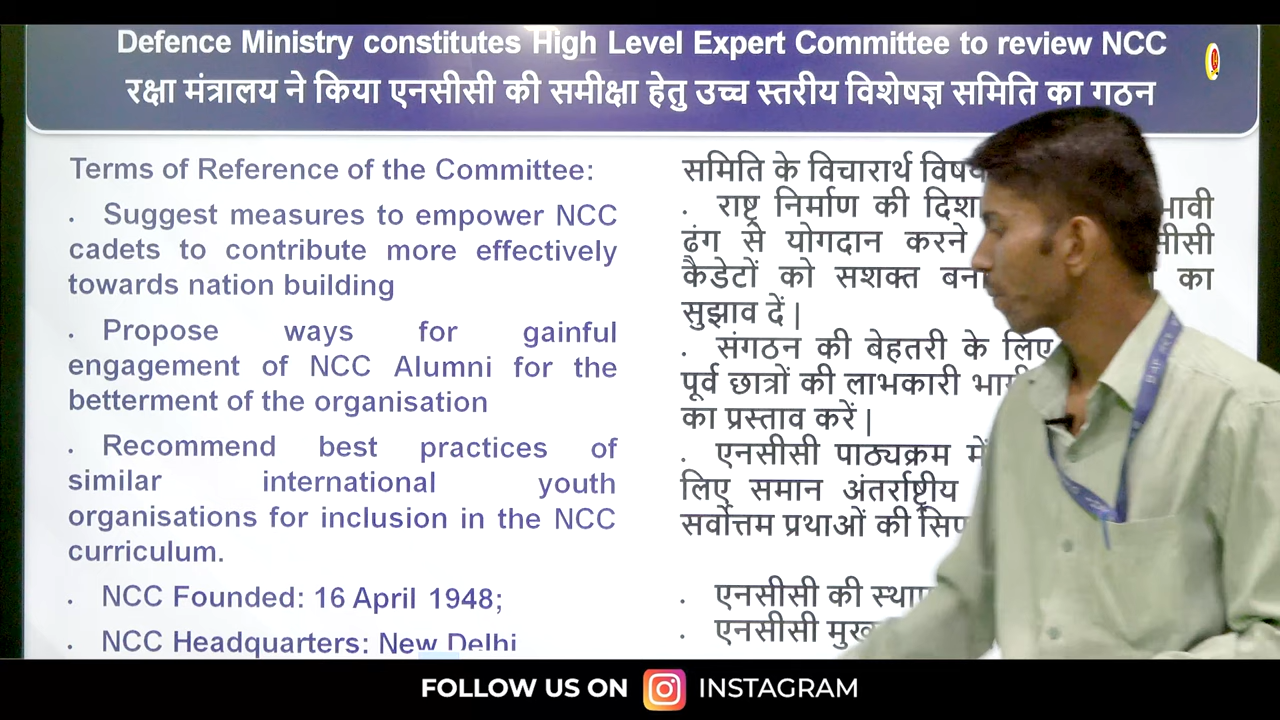 Defence Ministry constitutes High Level Expert Committee to review NCC
रक्षा मंत्रालय ने किया एनसीसी की समीक्षा हेतु उच्च स्तरीय विशेषज्ञ समिति का गठन
Terms of Reference of the Committee:
. Suggest measures to empower NCC
cadets to contribute more effectively
towards nation building
. Propose ways for gainful
engagement of NCC Alumni for the
betterment of the organisation
. Recommend best practices of
similar international youth
organisations for inclusion in the NCC
curriculum.
. NCC Founded: 16 April 1948;
. NCC Headquarters: New Delhi
समिति के विचारार्थ
. राष्ट्र निर्माण की
ढंग से योगदान करने
कैडेटों को सशक्त का
सुझाव दें |
. संगठन की बेहतरी के लिए
पूर्व छात्रों की लाभकारी
का प्रस्ताव करें |
. एनसीसी पाठ्यक्रम में
लिए समान अंतर्राष्ट्रीय
सर्वोत्तम प्रथाओं की
. एनसीसी की
. एनसीसी
FOLLOW US ON INSTAGRAM